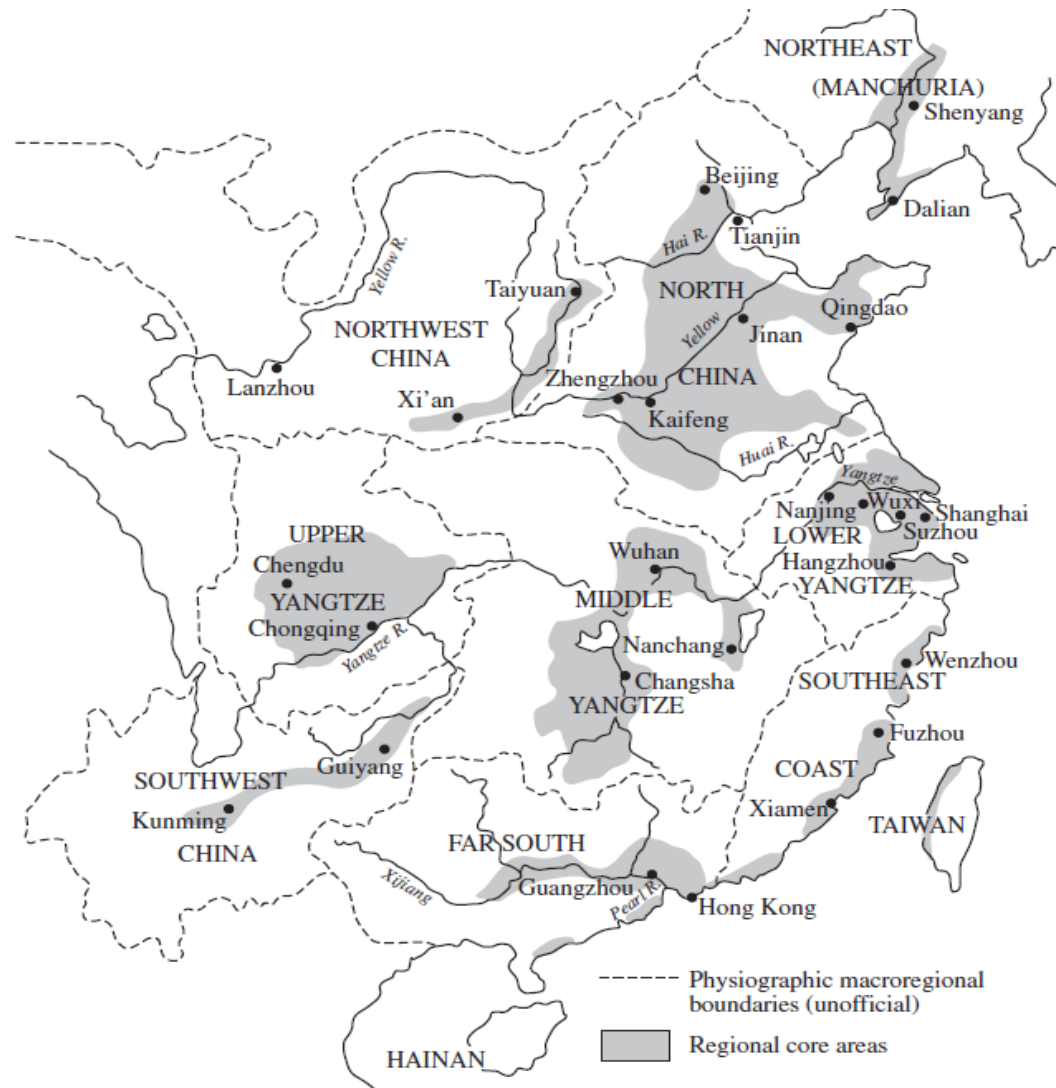 NORTHEAST
(MANCHURIA)
Shenyang
Beijing
Dalian
Hai R.
Tianjin
Yellow R.
Taiyuan
NORTH
Qingdao
NORTHWEST
CHINA
Yellow
Jinan
Lanzhou
Zhengzhou
CHINA
Xi'an
Kaifeng
Huai R.
Yangtze
Nanjing
Wuxi
Shanghai
Suzhou
UPPER
LOWER
Chengdu
Wuhan
Hangzhou
YANGTZE
YANGTZE
MIDDLE
Chongqing
Yangtze R.
Nanchang
Wenzhou
Changsha
SOUTHEAST
YANGTZE
Fuzhou
Guiyang
SOUTHWEST
COAST
Kunming
Xiamen
TAIWAN
CHINA
FAR SOUTH
Xijiang
Guangzhou
Pearl R.
Hong Kong
Physiographic macroregional
boundaries (unofficial)
Regional core areas
HAINAN